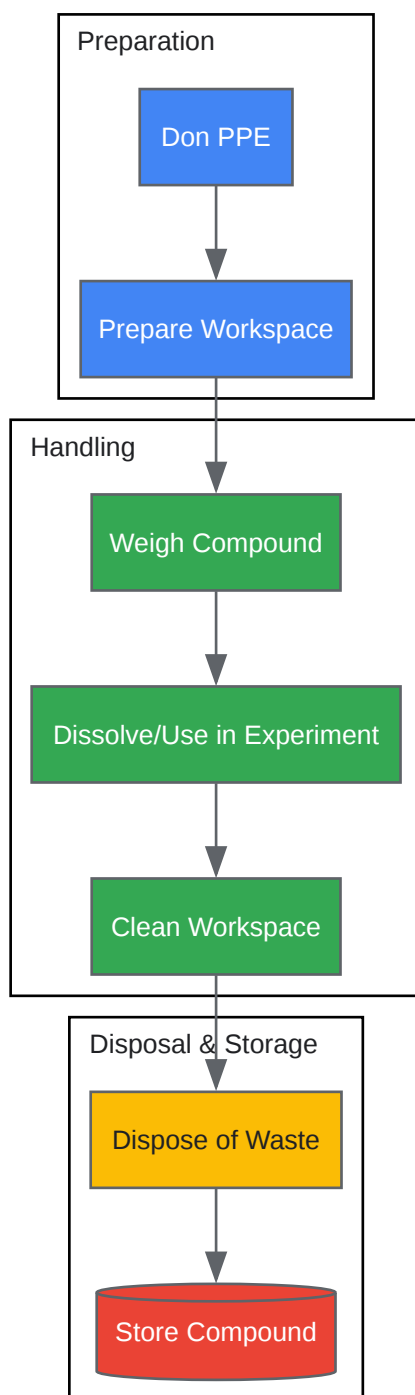 Preparation
Don PPE
Prepare Workspace
Handling
Weigh Compound
Dissolve/Use in Experiment
Clean Workspace
Disposal & Storage
Dispose of Waste
Store Compound